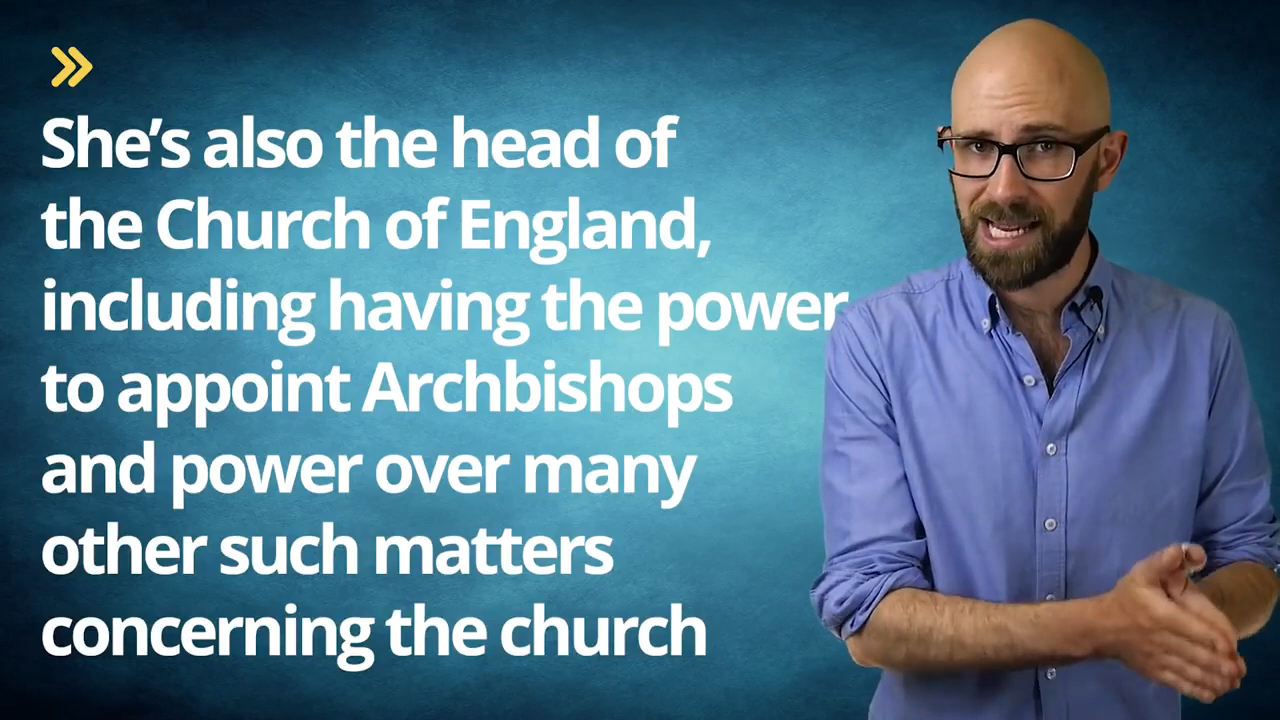 She’s also the head of
the Church of England,
including having the power
to appoint Archbishops
and power over many
other such matters
concerning the church